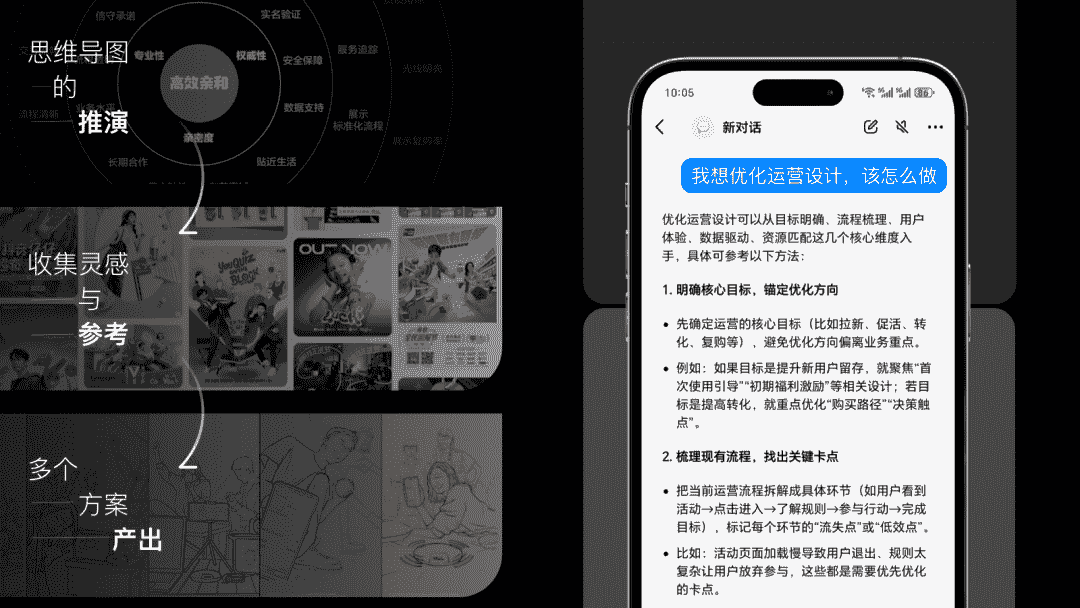 信守承诺
实名验证
思维导图
的
推演
专业性
权威性
服务追踪
安全保障
高效亲和
数据支持
展示
标准化流程
亲密度
长期合作
贴近生活
收集灵感
与
参考
OUT NOW
YouQUIZ
BLOCK
多个
方案
产出
10:05
新对话
我想优化运营设计，该怎么做
优化运营设计可以从目标明确、流程梳理、用户
体验、数据驱动、资源匹配这几个核心维度入
手，具体可参考以下方法：
1. 明确核心目标，锚定优化方向
• 先确定运营的核心目标（比如拉新、促活、转
化、复购等），避免优化方向偏离业务重点。
• 例如：如果目标是提升新用户留存，就聚焦“首
次使用引导”“初期福利激励”等相关设计；若目
标是提高转化，就重点优化“购买路径”“决策触
点”。
2. 梳理现有流程，找出关键卡点
• 把当前运营流程拆解成具体环节（如用户看到
活动→点击进入→了解规则→参与行动→完成
目标），标记每个环节的“流失点”或“低效点”。
• 比如：活动页面加载慢导致用户退出、规则太
复杂让用户放弃参与，这些都是需要优先优化
的卡点。